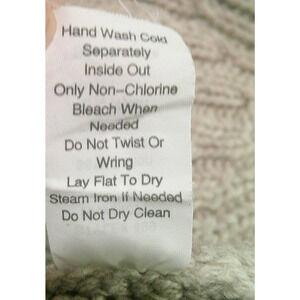 Hand Wash Cold
Separately
Inside Out
Only Non-Chlorine
Bleach When
Needed
Do Not Twist Or
Wring
Lay Flat To Dry
Steam Iron If Needed
Do Not Dry Clean